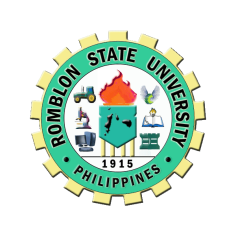 ROMBLON STATE UNIVERSITY
1915
• PHILIPPINES •